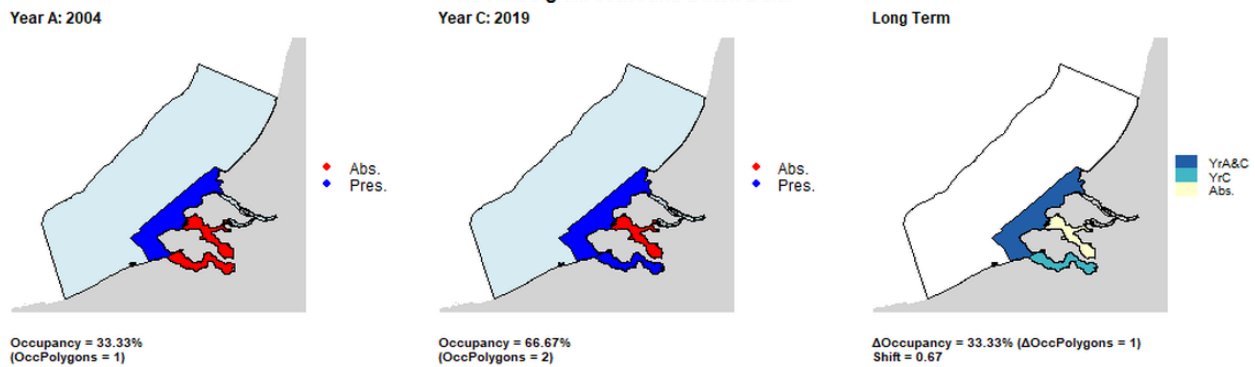 Year A: 2004
Abs.
Pres.
Occupancy = 33.33%
(OccPolygons = 1)
Year C: 2019
Abs.
Pres.
Occupancy = 66.67%
(OccPolygons = 2)
Long Term
YrA&C
YrC
Abs.
ΔOccupancy = 33.33% (ΔOccPolygons = 1)
Shift = 0.67